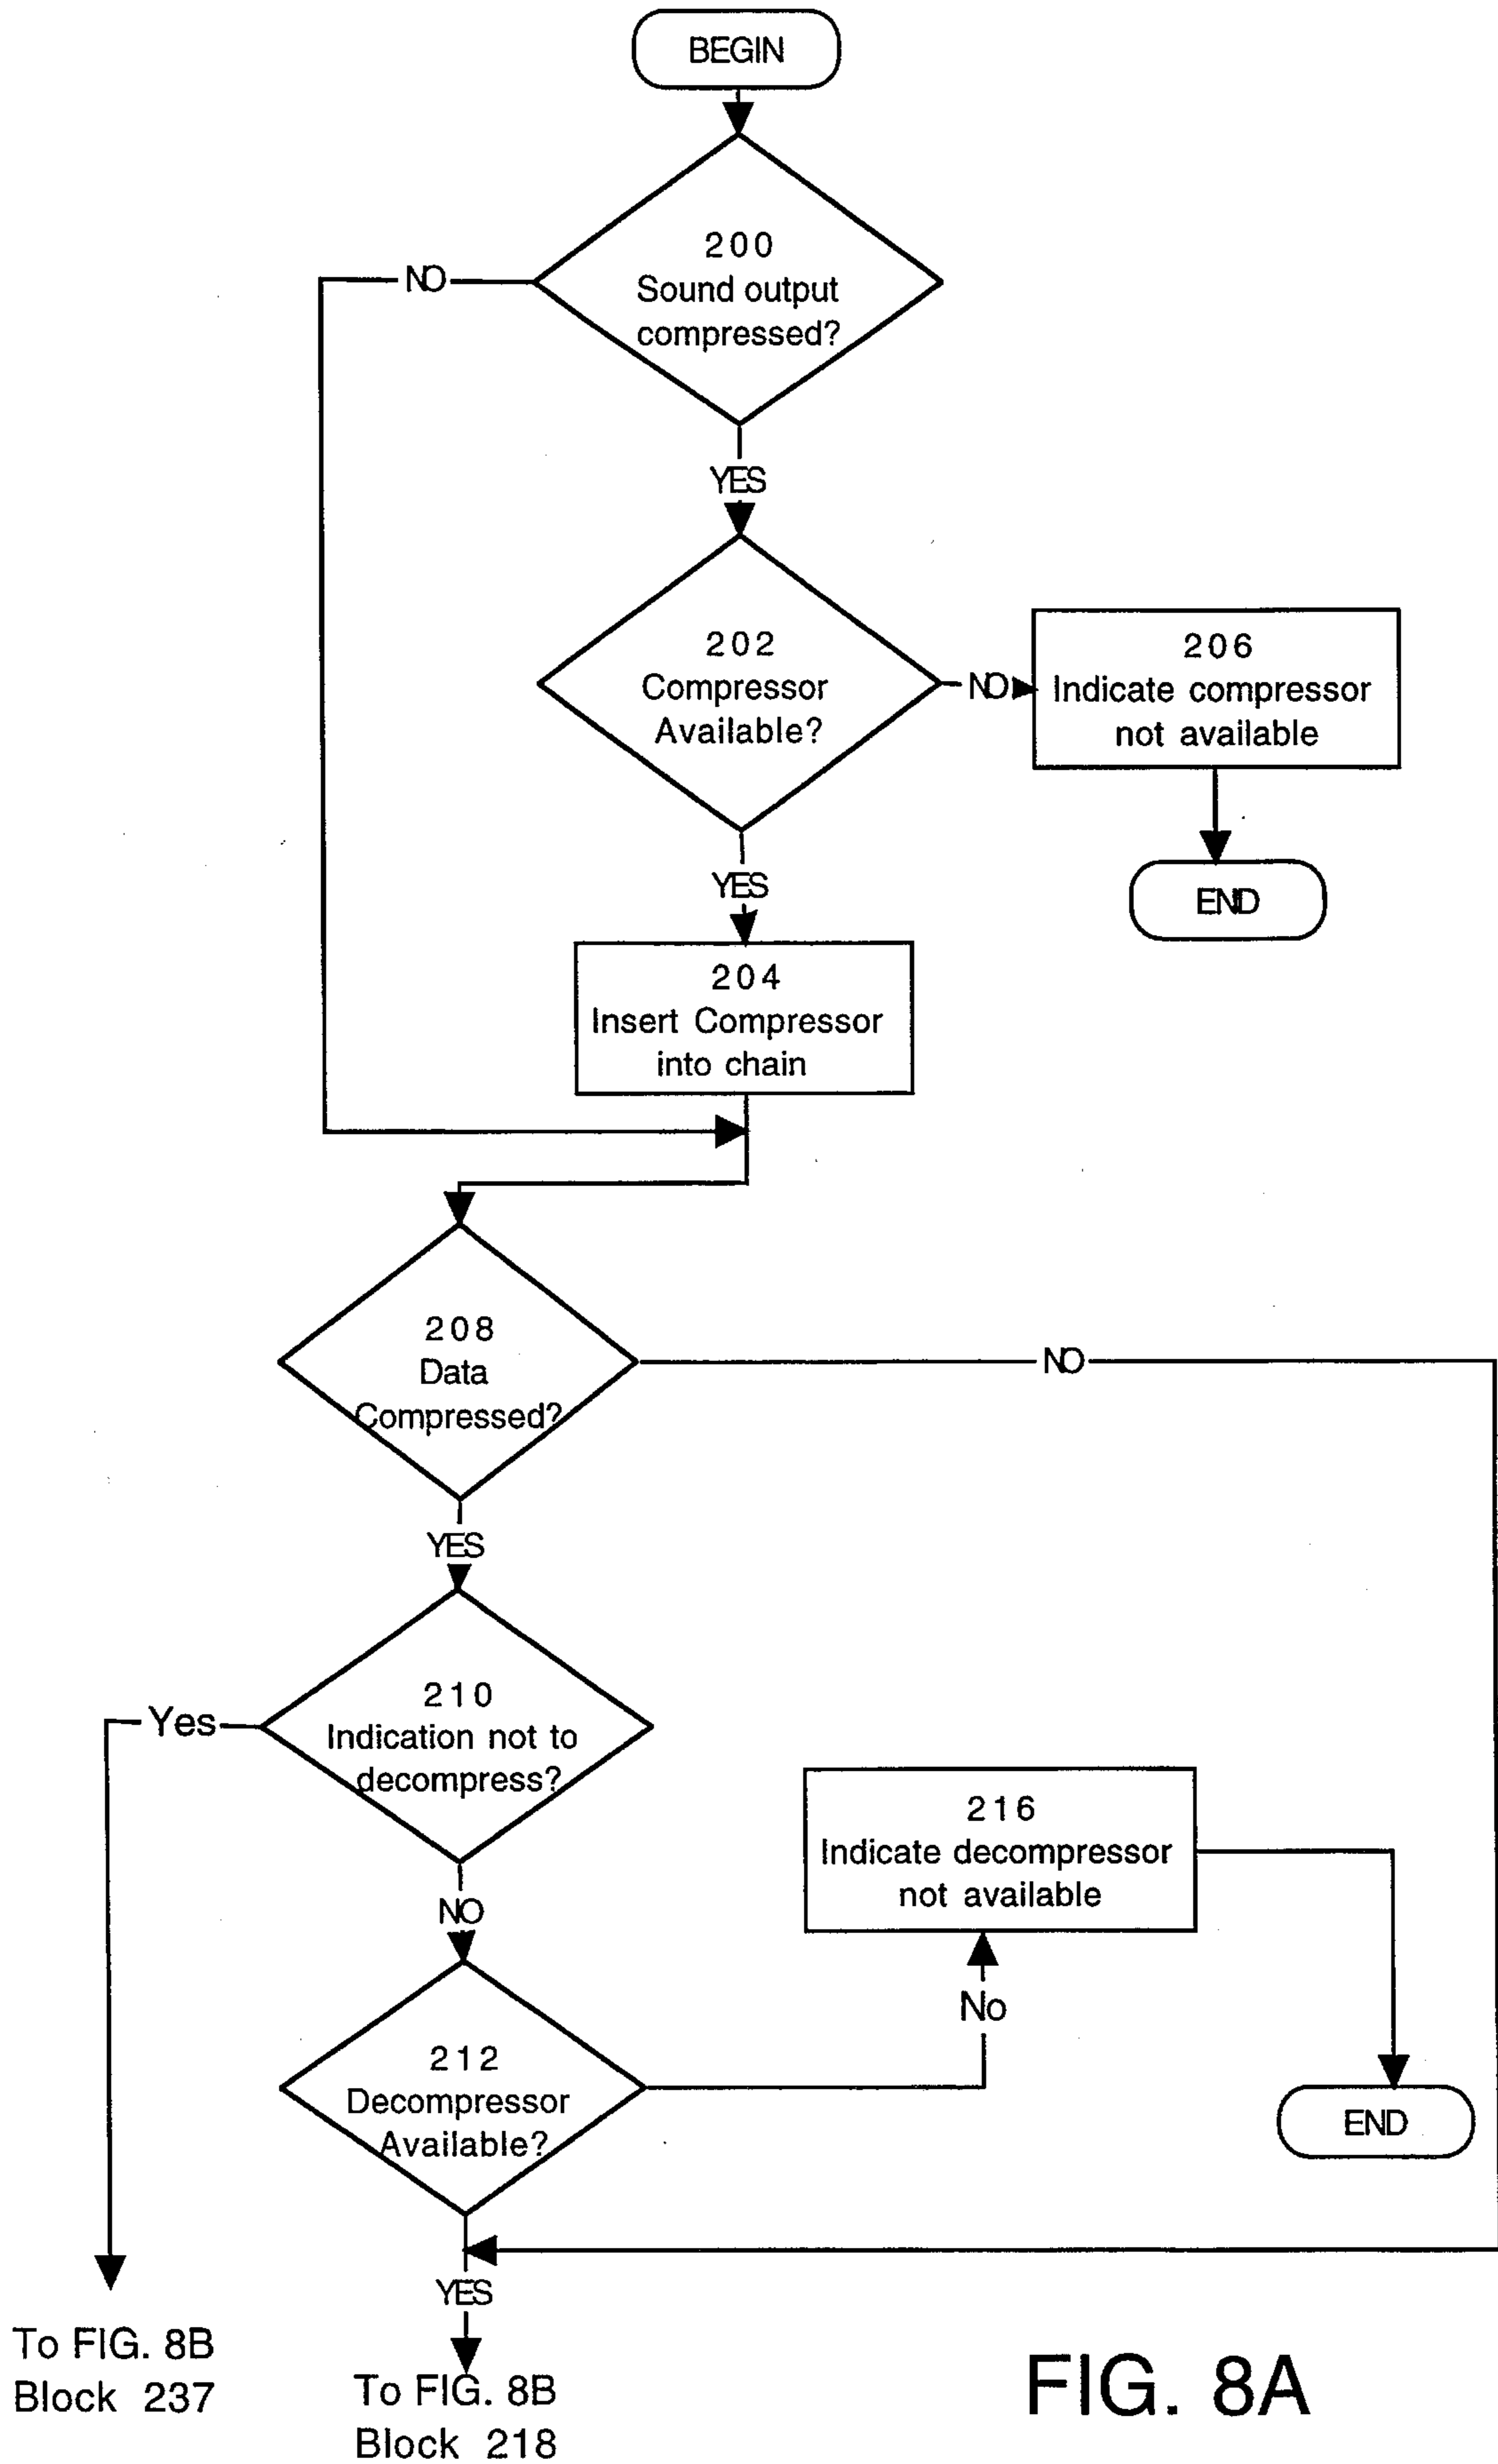 BEGIN
200
Sound output
compressed?
NO
YES
202
Compressor
Available?
NO
206
Indicate compressor
not available
YES
END
204
Insert Compressor
into chain
208
Data
Compressed?
NO
YES
210
Indication not to
decompress?
Yes
216
Indicate decompressor
not available
NO
No
212
Decompressor
Available?
END
YES
To FIG. 8B
Block 237
To FIG. 8B
Block 218
FIG. 8A